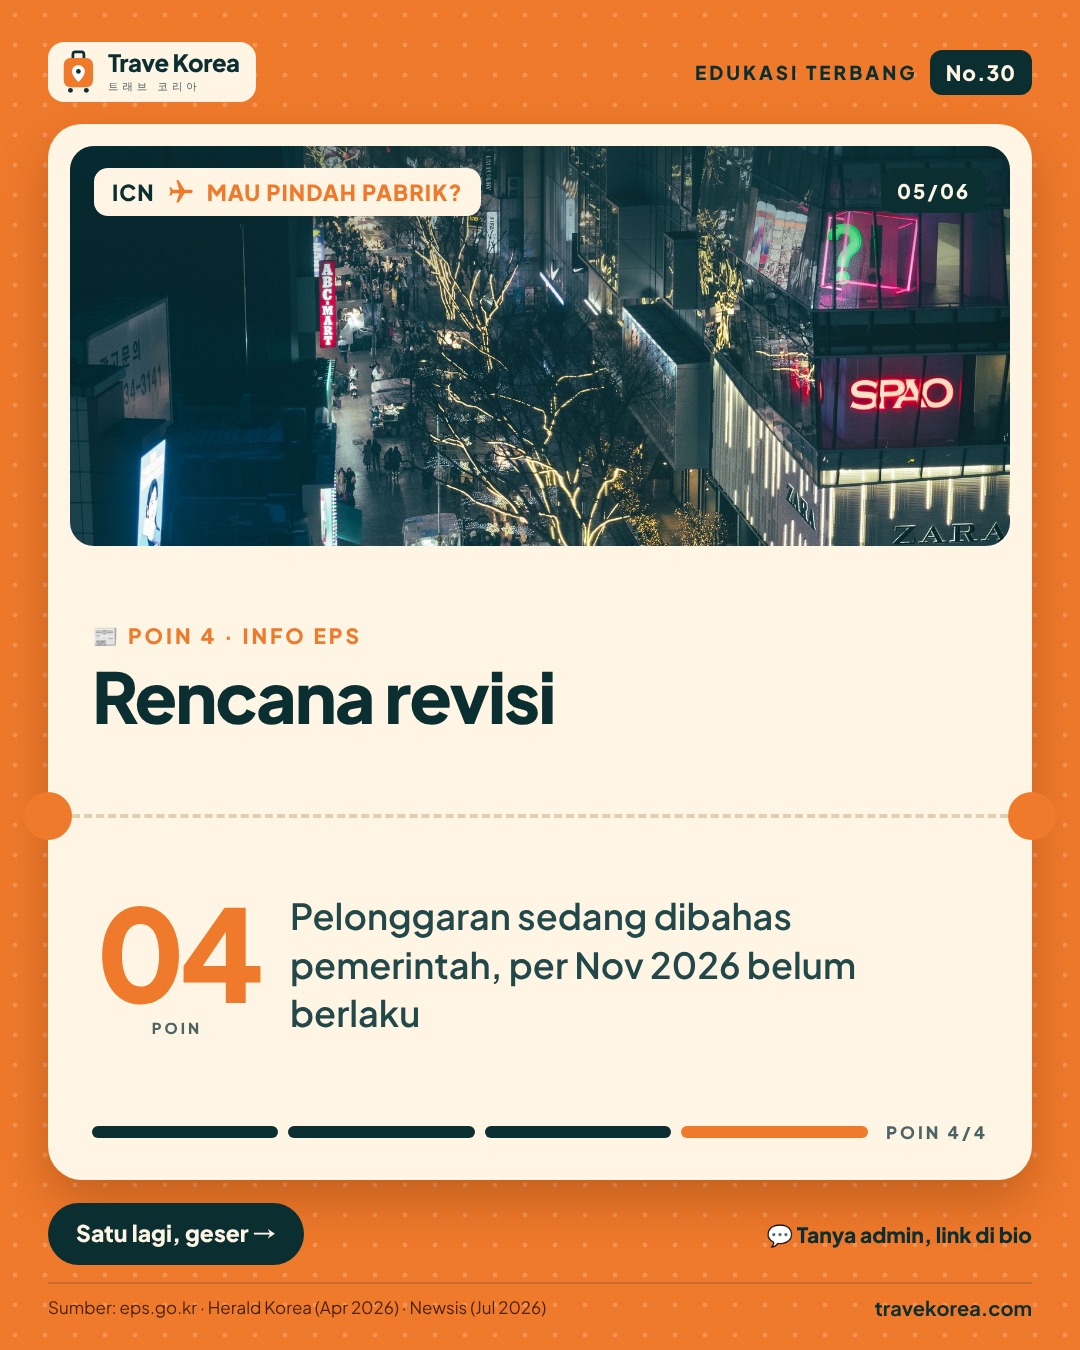 Trave Korea
트래브 코리아
EDUKASI TERBANG
No.30
ICN ✈ MAU PINDAH PABRIK?
05/06
ABC-MART
?
34-3141
SPAO
ZARA
ZARA
📰 POIN 4 · INFO EPS
Rencana revisi
04
POIN
Pelonggaran sedang dibahas
pemerintah, per Nov 2026 belum
berlaku
POIN 4/4
Satu lagi, geser →
💬 Tanya admin, link di bio
Sumber: eps.go.kr · Herald Korea (Apr 2026) · Newsis (Jul 2026)
travekorea.com